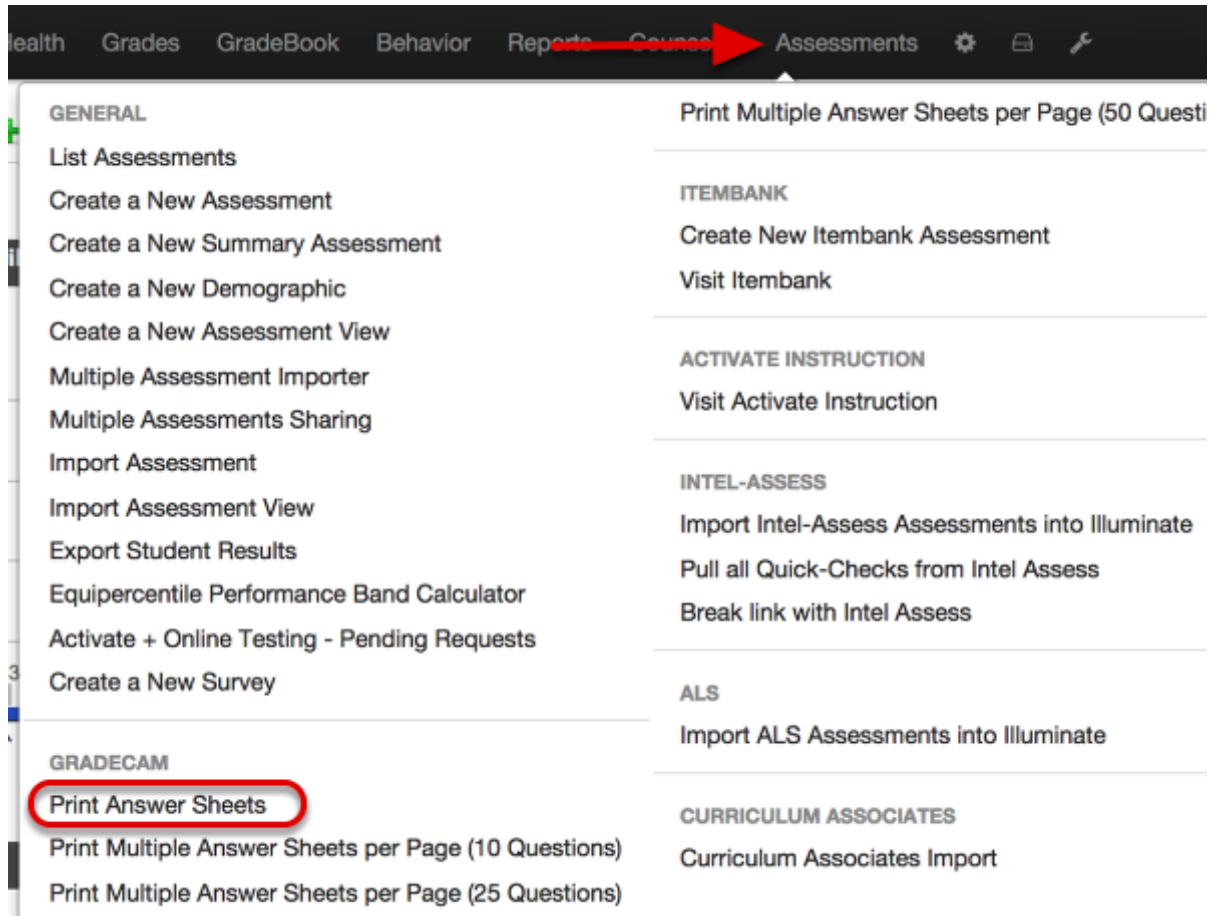 Health Grades GradeBook Behavior Reports Assessments
GENERAL
List Assessments
Create a New Assessment
Create a New Summary Assessment
Create a New Demographic
Create a New Assessment View
Multiple Assessment Importer
Multiple Assessments Sharing
Import Assessment
Import Assessment View
Export Student Results
Equipercentile Performance Band Calculator
Activate + Online Testing - Pending Requests
Create a New Survey
GRADECAM
Print Answer Sheets
Print Multiple Answer Sheets per Page (10 Questions)
Print Multiple Answer Sheets per Page (25 Questions)
Print Multiple Answer Sheets per Page (50 Questi
ITEMBANK
Create New Itembank Assessment
Visit Itembank
ACTIVATE INSTRUCTION
Visit Activate Instruction
INTEL-ASSESS
Import Intel-Assess Assessments into Illuminate
Pull all Quick-Checks from Intel Assess
Break link with Intel Assess
ALS
Import ALS Assessments into Illuminate
CURRICULUM ASSOCIATES
Curriculum Associates Import